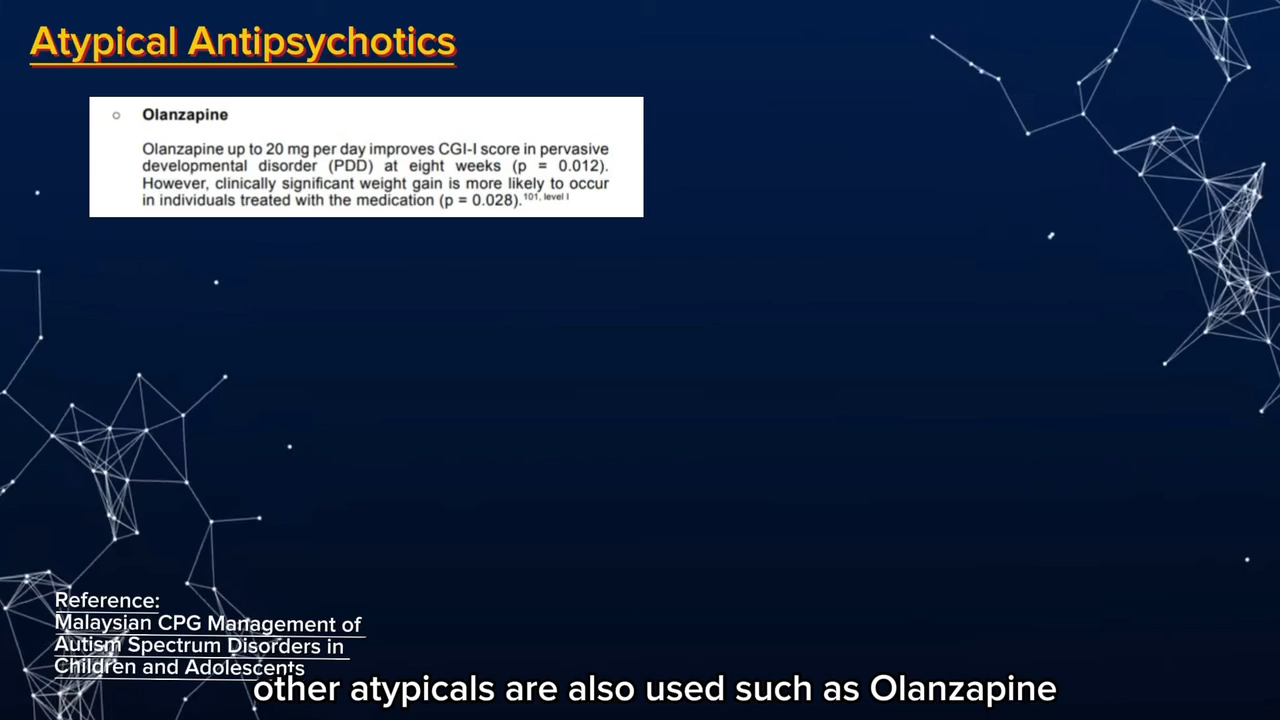 Atypical Antipsychotics
○ Olanzapine
Olanzapine up to 20 mg per day improves CGI-I score in pervasive
developmental disorder (PDD) at eight weeks (p = 0.012).
However, clinically significant weight gain is more likely to occur
in individuals treated with the medication (p = 0.028).101, level I
Reference:
Malaysian CPG Management of
Autism Spectrum Disorders in
Children and Adolescents
other atypicals are also used such as Olanzapine